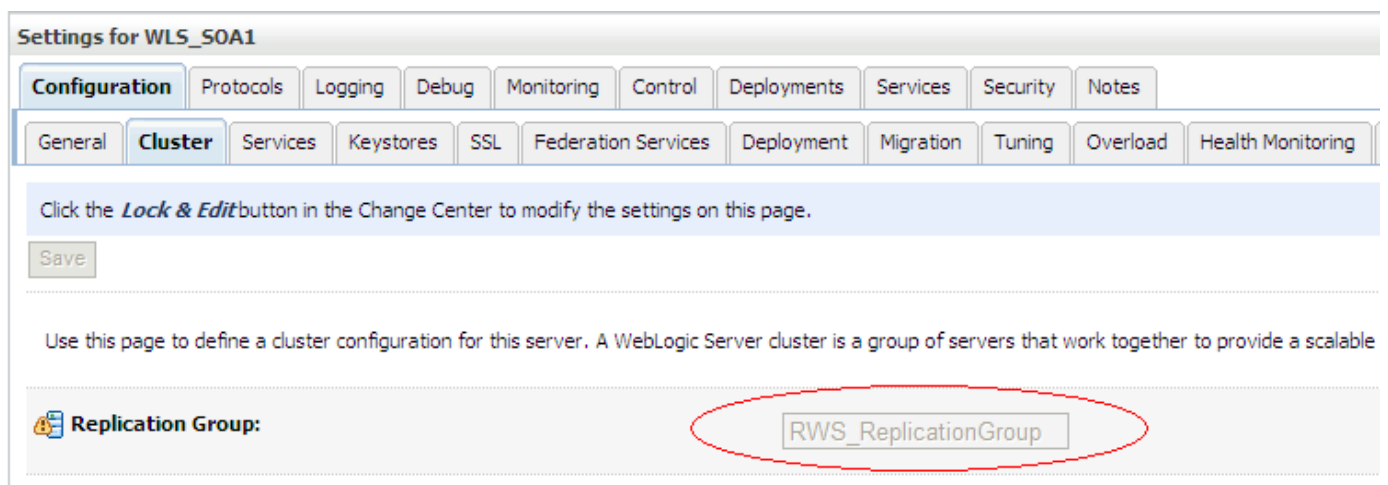 Settings for WLS_SOA1
Configuration Protocols Logging Debug Monitoring Control Deployments Services Security Notes
General Cluster Services Keystores SSL Federation Services Deployment Migration Tuning Overload Health Monitoring
Click the Lock & Edit button in the Change Center to modify the settings on this page.
Save
Use this page to define a cluster configuration for this server. A WebLogic Server cluster is a group of servers that work together to provide a scalable
Replication Group: RWS_ReplicationGroup